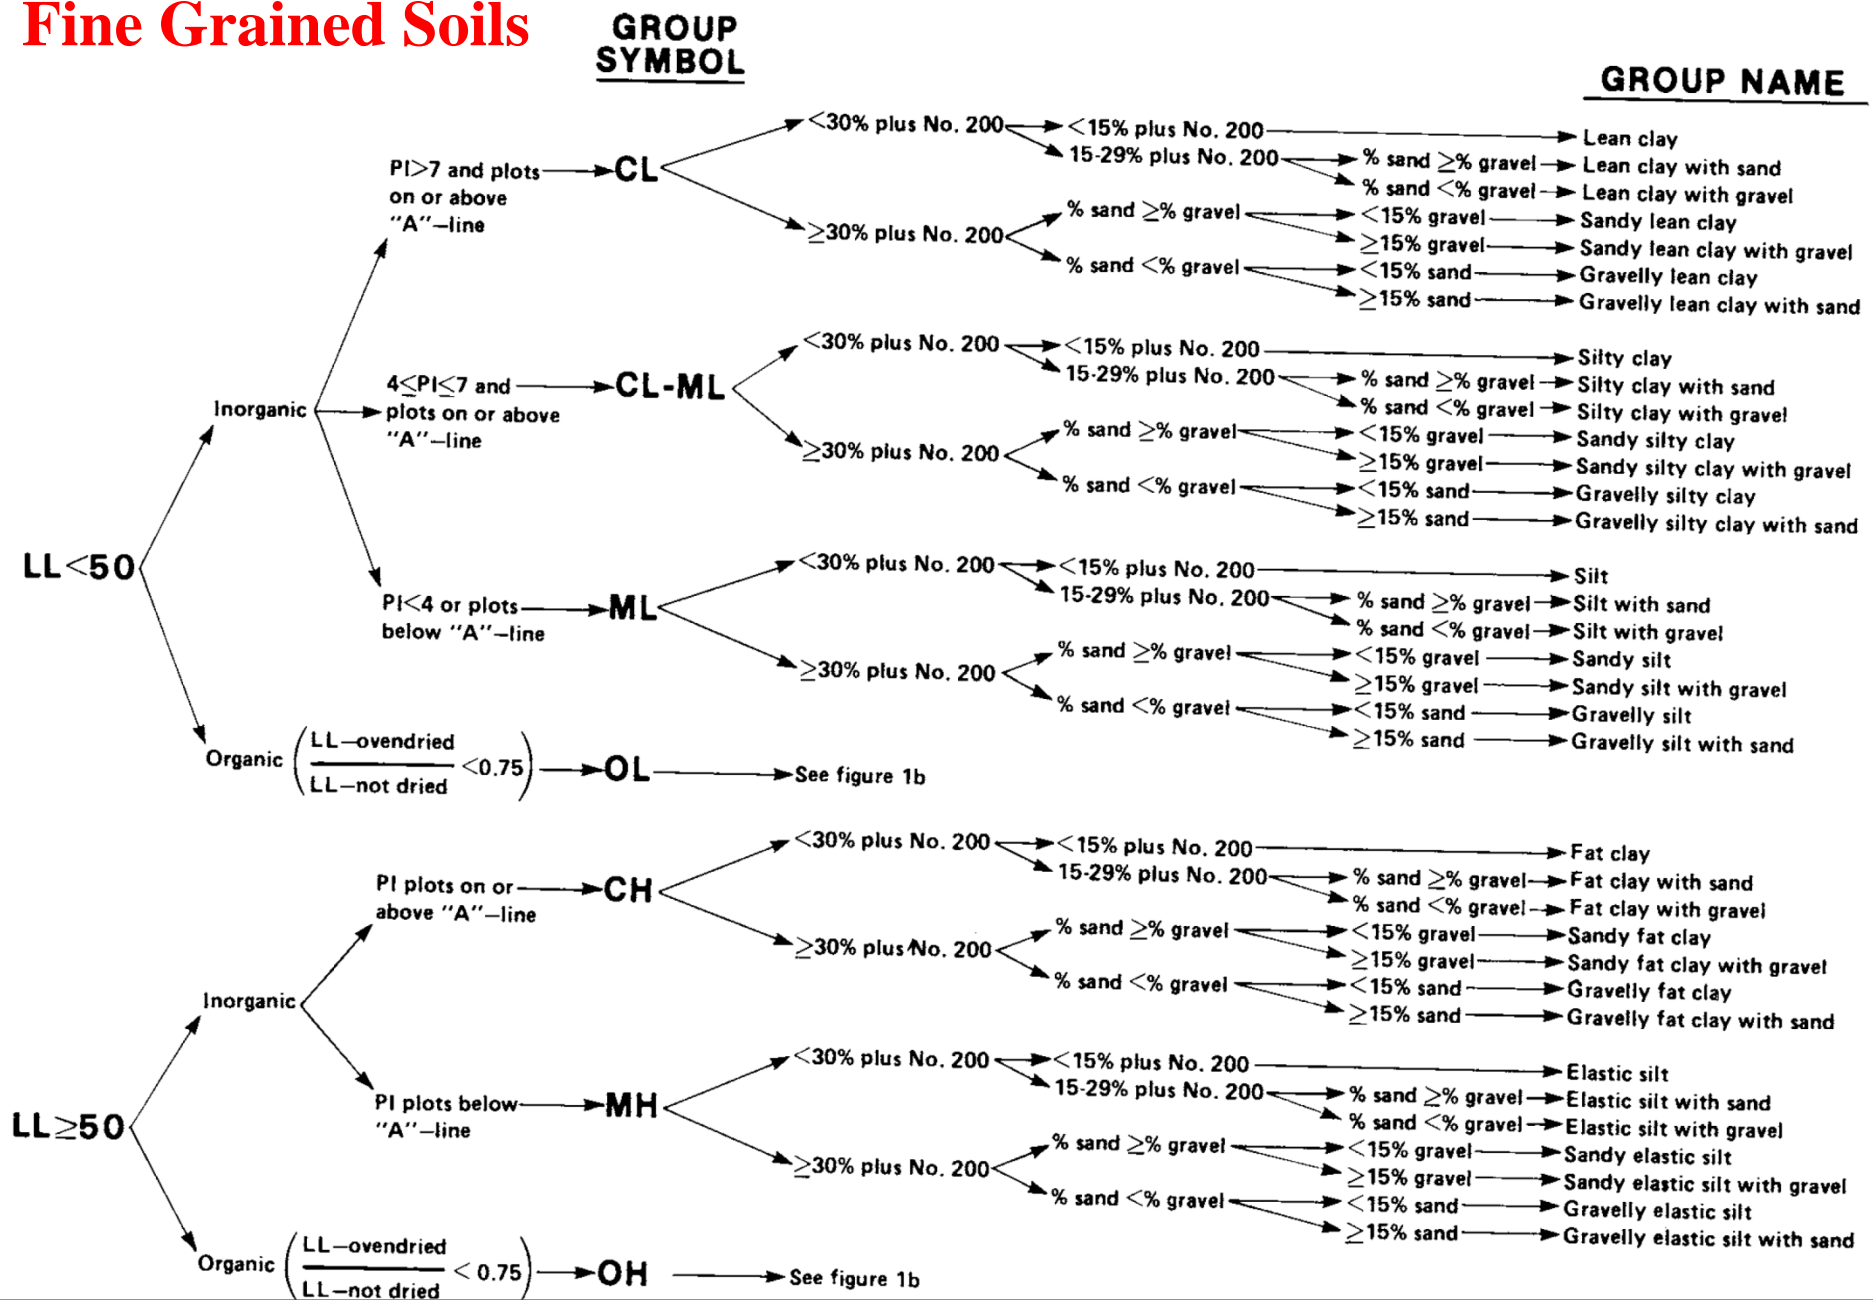 Fine Grained Soils
GROUP
SYMBOL
GROUP NAME
LL<50
Inorganic
PI>7 and plots
on or above
"A"–line
CL
<30% plus No. 200
<15% plus No. 200
Lean clay
15-29% plus No. 200
% sand ≥% gravel
Lean clay with sand
% sand <% gravel
Lean clay with gravel
≥30% plus No. 200
% sand ≥% gravel
<15% gravel
Sandy lean clay
≥15% gravel
Sandy lean clay with gravel
% sand <% gravel
<15% sand
Gravelly lean clay
≥15% sand
Gravelly lean clay with sand
4≤PI≤7 and
plots on or above
"A"–line
CL-ML
<30% plus No. 200
<15% plus No. 200
Silty clay
15-29% plus No. 200
% sand ≥% gravel
Silty clay with sand
% sand <% gravel
Silty clay with gravel
≥30% plus No. 200
% sand ≥% gravel
<15% gravel
Sandy silty clay
≥15% gravel
Sandy silty clay with gravel
% sand <% gravel
<15% sand
Gravelly silty clay
≥15% sand
Gravelly silty clay with sand
PI<4 or plots
below "A"–line
ML
<30% plus No. 200
<15% plus No. 200
Silt
15-29% plus No. 200
% sand ≥% gravel
Silt with sand
% sand <% gravel
Silt with gravel
≥30% plus No. 200
% sand ≥% gravel
<15% gravel
Sandy silt
≥15% gravel
Sandy silt with gravel
% sand <% gravel
<15% sand
Gravelly silt
≥15% sand
Gravelly silt with sand
Organic
LL–ovendried
LL–not dried
<0.75
OL
See figure 1b
LL≥50
Inorganic
PI plots on or
above "A"–line
CH
<30% plus No. 200
<15% plus No. 200
Fat clay
15-29% plus No. 200
% sand ≥% gravel
Fat clay with sand
% sand <% gravel
Fat clay with gravel
≥30% plus No. 200
% sand ≥% gravel
<15% gravel
Sandy fat clay
≥15% gravel
Sandy fat clay with gravel
% sand <% gravel
<15% sand
Gravelly fat clay
≥15% sand
Gravelly fat clay with sand
PI plots below
"A"–line
MH
<30% plus No. 200
<15% plus No. 200
Elastic silt
15-29% plus No. 200
% sand ≥% gravel
Elastic silt with sand
% sand <% gravel
Elastic silt with gravel
≥30% plus No. 200
% sand ≥% gravel
<15% gravel
Sandy elastic silt
≥15% gravel
Sandy elastic silt with gravel
% sand <% gravel
<15% sand
Gravelly elastic silt
≥15% sand
Gravelly elastic silt with sand
Organic
LL–ovendried
LL–not dried
< 0.75
OH
See figure 1b